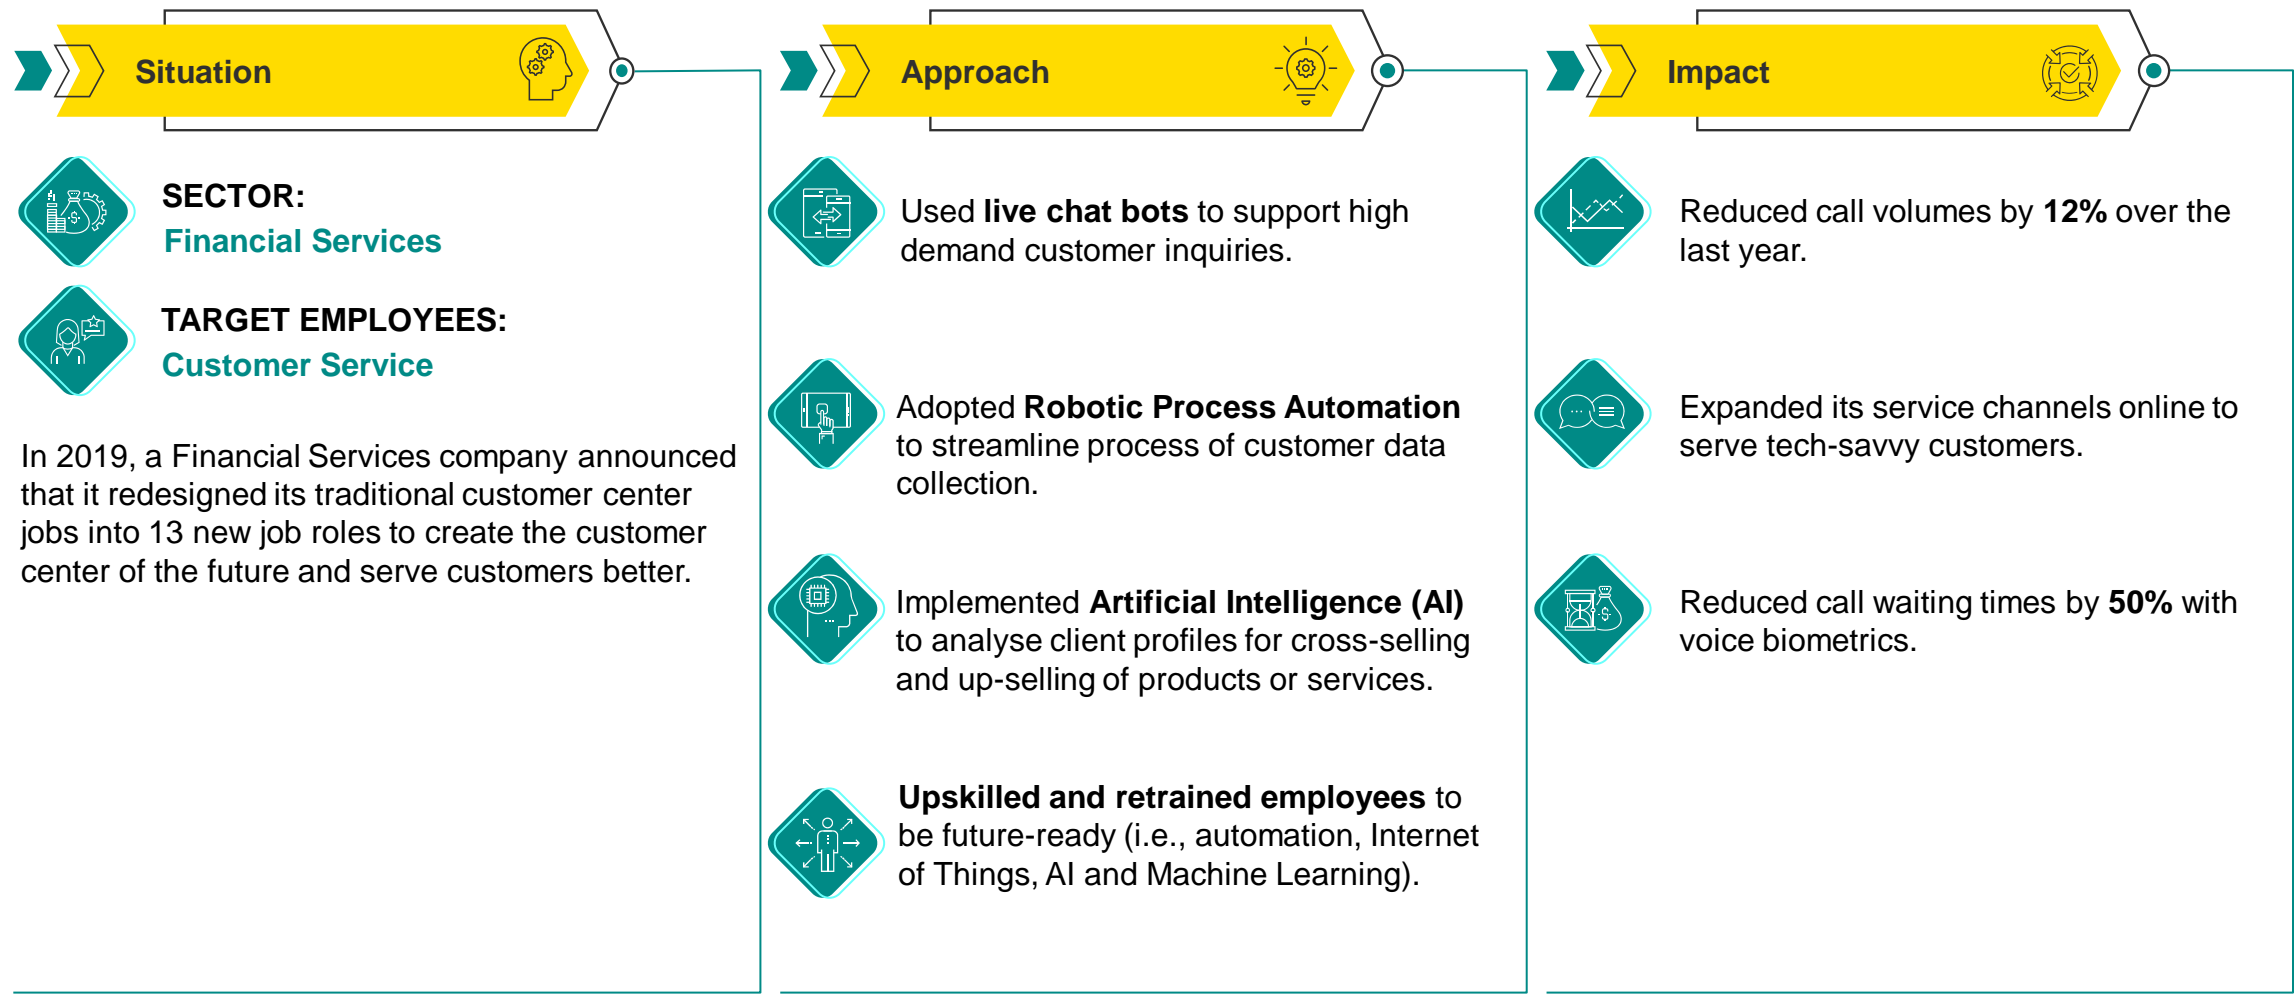 Situation
SECTOR:
Financial Services
TARGET EMPLOYEES:
Customer Service
In 2019, a Financial Services company announced
that it redesigned its traditional customer center
jobs into 13 new job roles to create the customer
center of the future and serve customers better.
Approach
Used live chat bots to support high
demand customer inquiries.
Adopted Robotic Process Automation
to streamline process of customer data
collection.
Implemented Artificial Intelligence (AI)
to analyse client profiles for cross-selling
and up-selling of products or services.
Upskilled and retrained employees to
be future-ready (i.e., automation, Internet
of Things, AI and Machine Learning).
Impact
Reduced call volumes by 12% over the
last year.
Expanded its service channels online to
serve tech-savvy customers.
Reduced call waiting times by 50% with
voice biometrics.